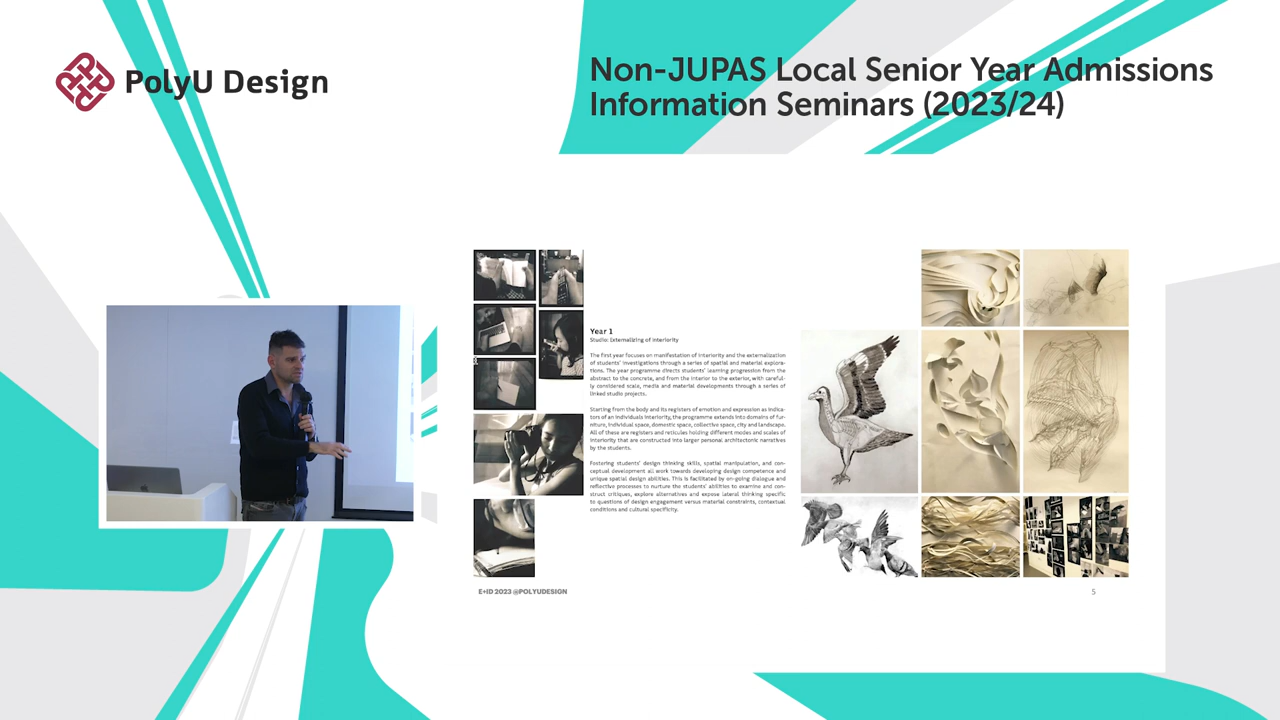 PolyU Design
Non-JUPAS Local Senior Year Admissions
Information Seminars (2023/24)
Year 1
Studio: Externalizing of Interiority
The first year focuses on manifestation of interiority and the externalization
of students' investigations through a series of spatial and material explora-
tions. The year programme directs students' learning progression from the
abstract to the concrete, and from the interior to the exterior, with careful-
ly considered scale, media and material developments through a series of
linked studio projects.
Starting from the body and its registers of emotion and expression as indica-
tors of an individuals interiority, the programme extends into domains of fur-
niture, individual space, domestic space, collective space, city and landscape.
All of these are registers and reticules holding different modes and scales of
interiority that are constructed into larger personal architectonic narratives
by the students.
Fostering students' design thinking skills, spatial manipulation, and con-
ceptual development all work towards developing design competence and
unique spatial design abilities. This is facilitated by on-going dialogue and
reflective processes to nurture the students' abilities to examine and con-
struct critiques, explore alternatives and expose lateral thinking specific
to questions of design engagement versus material constraints, contextual
conditions and cultural specificity.
E+ID 2023 @POLYUDESIGN
5